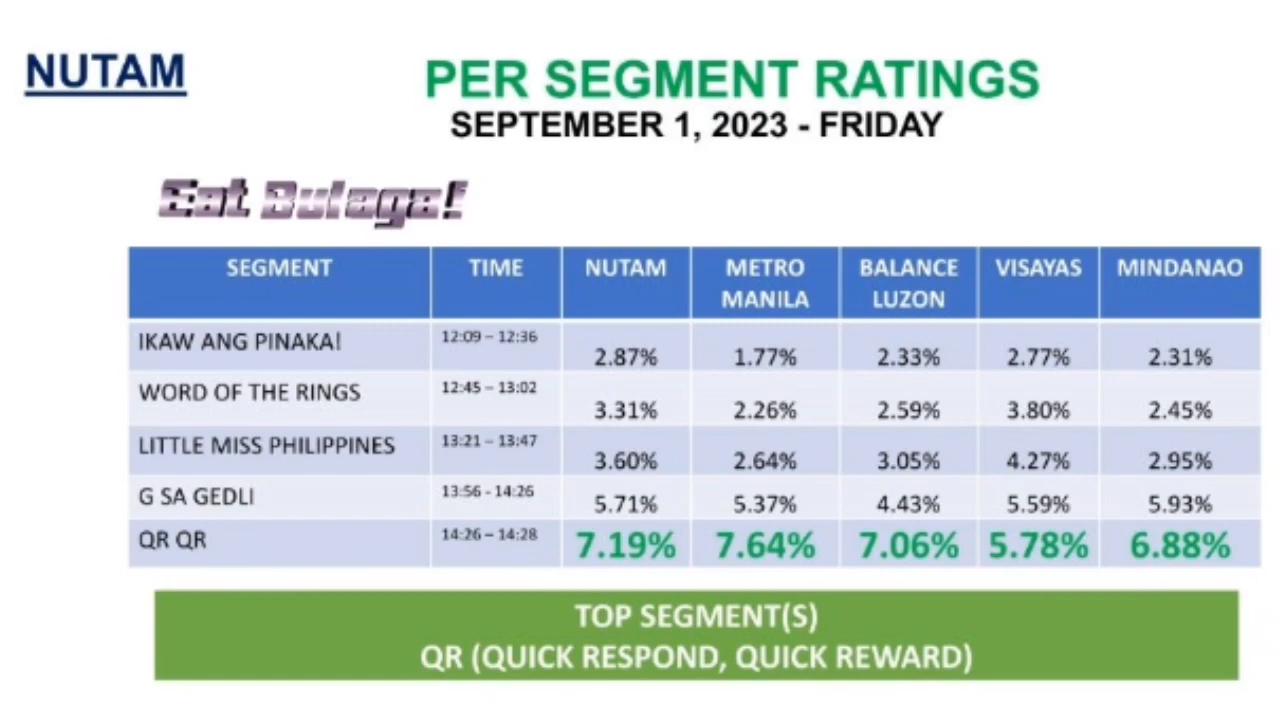 NUTAM
PER SEGMENT RATINGS
SEPTEMBER 1, 2023 - FRIDAY
Eat Bulaga!
SEGMENT TIME NUTAM METRO MANILA BALANCE LUZON VISAYAS MINDANAO
IKAW ANG PINAKA! 12:09 – 12:36 2.87% 1.77% 2.33% 2.77% 2.31%
WORD OF THE RINGS 12:45 – 13:02 3.31% 2.26% 2.59% 3.80% 2.45%
LITTLE MISS PHILIPPINES 13:21 – 13:47 3.60% 2.64% 3.05% 4.27% 2.95%
G SA GEDLI 13:56 - 14:26 5.71% 5.37% 4.43% 5.59% 5.93%
QR QR 14:26 – 14:28 7.19% 7.64% 7.06% 5.78% 6.88%
TOP SEGMENT(S)
QR (QUICK RESPOND, QUICK REWARD)